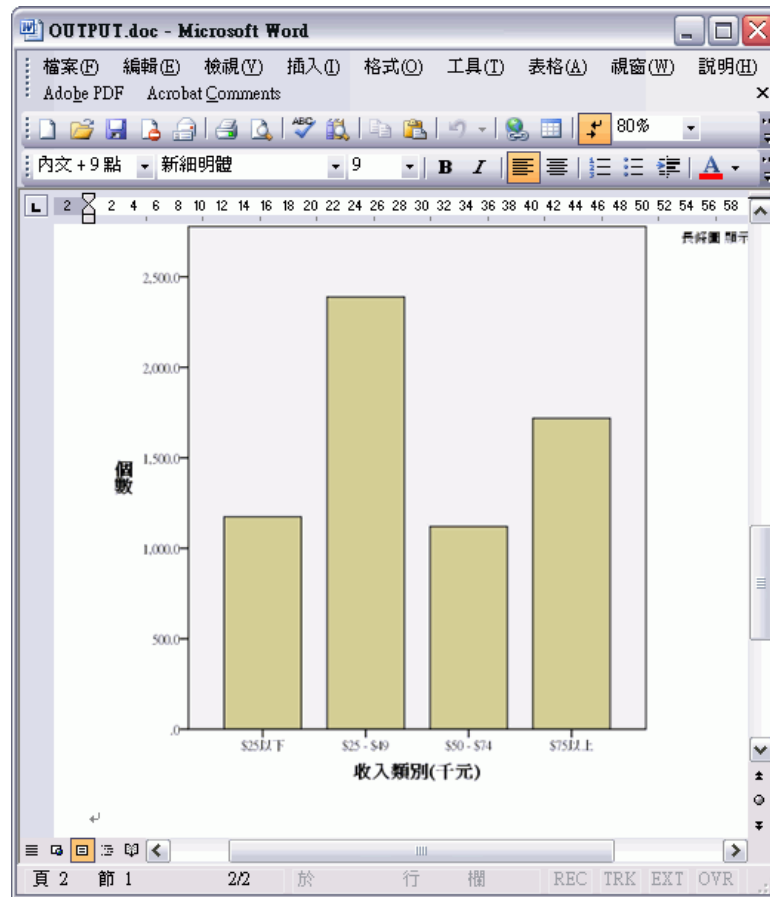 OUTPUT.doc - Microsoft Word
檔案(F) 編輯(E) 檢視(V) 插入(I) 格式(O) 工具(T) 表格(A) 視窗(W) 說明(H)
Adobe PDF Acrobat Comments
80%
內文 + 9 點 新細明體 9 B I A
L 2 2 4 6 8 10 12 14 16 18 20 22 24 26 28 30 32 34 36 38 40 42 44 46 48 50 52 54 56 58
長條圖 顯示
2,500.0
2,000.0
1,500.0
1,000.0
500.0
.0
個數
$25以下 $25 - $49 $50 - $74 $75以上
收入類別(千元)
頁 2 節 1 2/2 於 行 欄 REC TRK EXT OVR